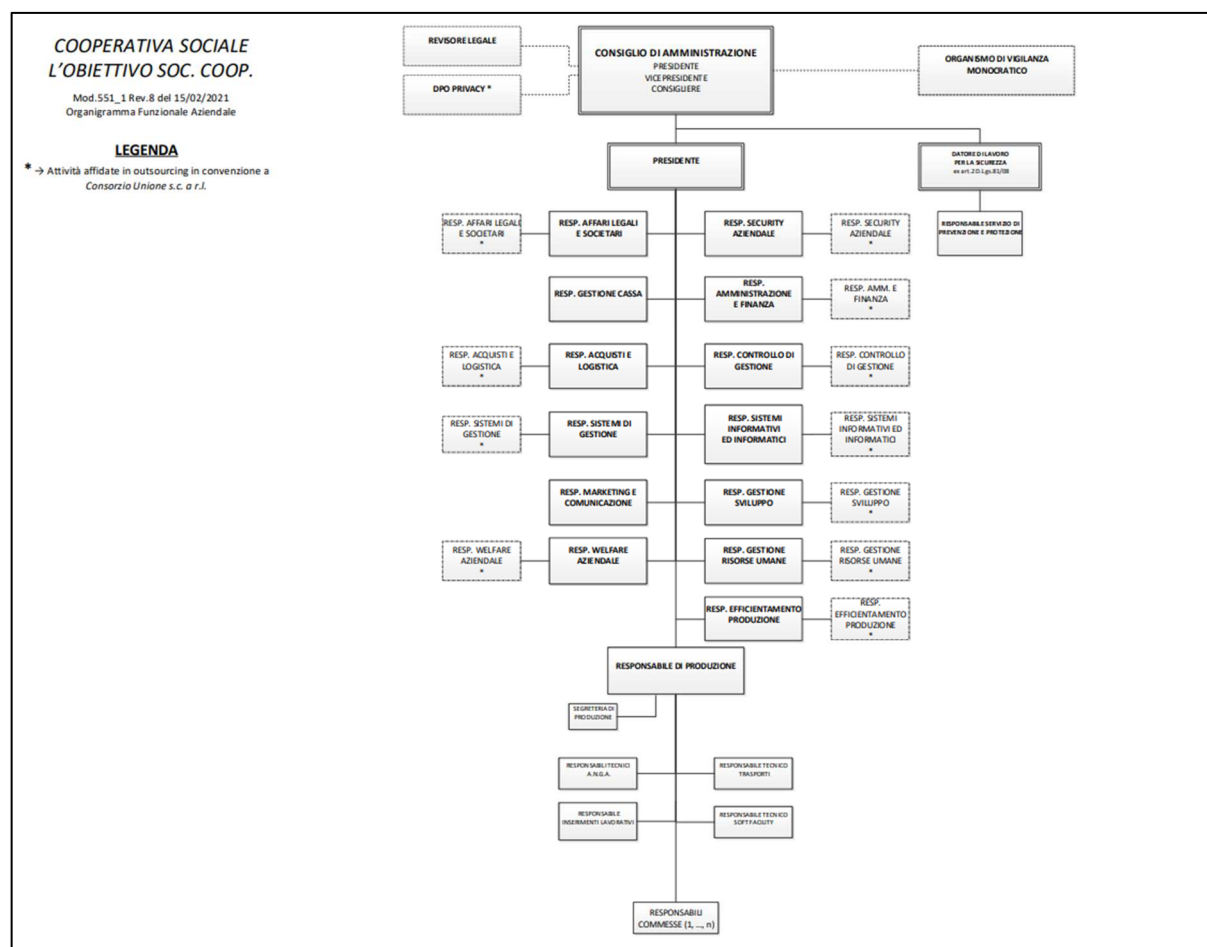 COOPERATIVA SOCIALE
L'OBIETTIVO SOC. COOP.
Mod.551_1 Rev.8 del 15/02/2021
Organigramma Funzionale Aziendale
LEGENDA
* → Attività affidate in outsourcing in convenzione a
Consorzio Unione s.c. a r.l.
REVISORE LEGALE
DPO PRIVACY *
CONSIGLIO DI AMMINISTRAZIONE
PRESIDENTE
VICEPRESIDENTE
CONSIGLIERE
ORGANISMO DI VIGILANZA
MONOCRATICO
PRESIDENTE
DATORE DI LAVORO
PER LA SICUREZZA
ex art. 2 D.Lgs.81/08
RESPONSABILE SERVIZIO DI
PREVENZIONE E PROTEZIONE
RESP. AFFARI LEGALI
E SOCIETARI
*
RESP. AFFARI LEGALI
E SOCIETARI
RESP. SECURITY
AZIENDALE
RESP. SECURITY
AZIENDALE
*
RESP. GESTIONE CASSA
RESP.
AMMINISTRAZIONE
E FINANZA
RESP. AMM. E
FINANZA
*
RESP. ACQUISTI E
LOGISTICA
*
RESP. ACQUISTI E
LOGISTICA
RESP. CONTROLLO DI
GESTIONE
RESP. CONTROLLO
DI GESTIONE
*
RESP. SISTEMI DI
GESTIONE
*
RESP. SISTEMI DI
GESTIONE
RESP. SISTEMI
INFORMATIVI
ED INFORMATICI
RESP. SISTEMI
INFORMATIVI ED
INFORMATICI
*
RESP. MARKETING E
COMUNICAZIONE
RESP. GESTIONE
SVILUPPO
RESP. GESTIONE
SVILUPPO
*
RESP. WELFARE
AZIENDALE
*
RESP. WELFARE
AZIENDALE
RESP. GESTIONE
RISORSE UMANE
RESP. GESTIONE
RISORSE UMANE
*
RESP. EFFICIENTAMENTO
PRODUZIONE
RESP.
EFFICIENTAMENTO
PRODUZIONE
*
RESPONSABILE DI PRODUZIONE
SEGRETERIA DI
PRODUZIONE
RESPONSABILI TECNICI
A.N.G.A.
RESPONSABILE TECNICO
TRASPORTI
RESPONSABILE
INSERIMENTI LAVORATIVI
RESPONSABILE TECNICO
SOFT FACILITY
RESPONSABILI
COMMESSE (1, ..., n)